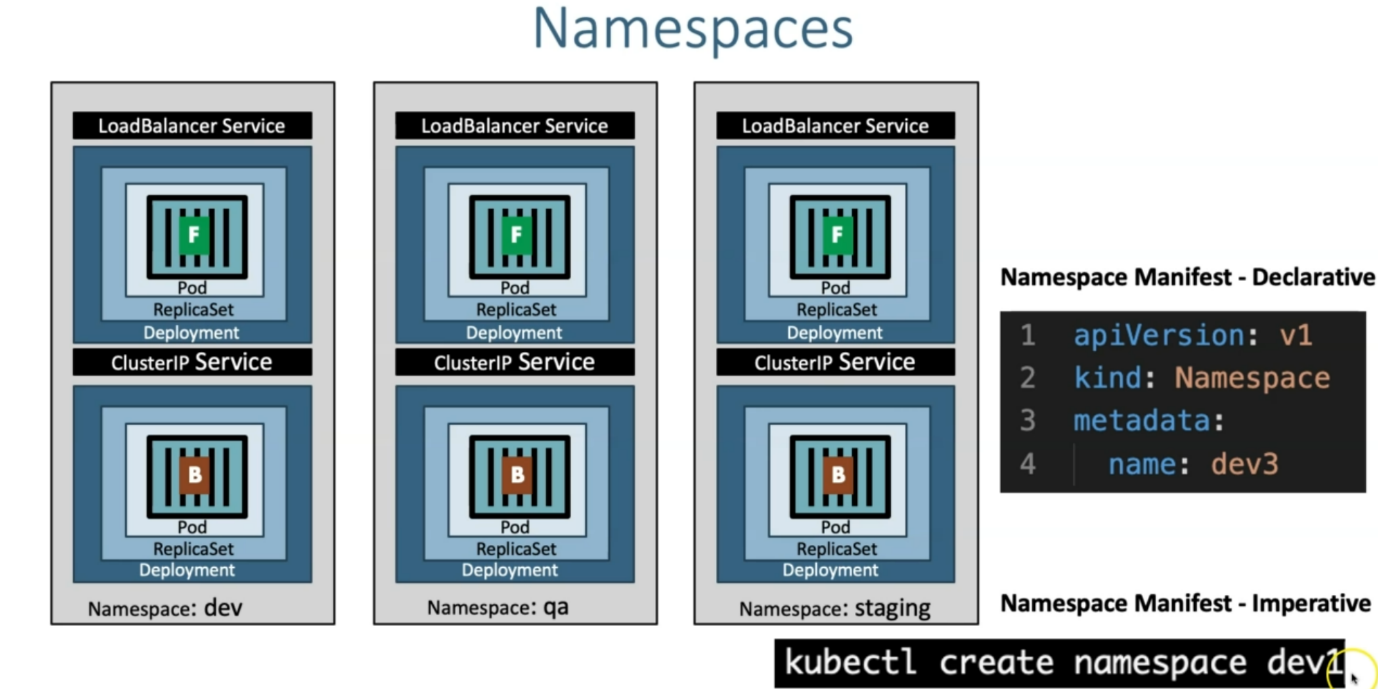 Namespaces
LoadBalancer Service
F
Pod
ReplicaSet
Deployment
ClusterIP Service
B
Pod
ReplicaSet
Deployment
Namespace: dev
LoadBalancer Service
F
Pod
ReplicaSet
Deployment
ClusterIP Service
B
Pod
ReplicaSet
Deployment
Namespace: qa
LoadBalancer Service
F
Pod
ReplicaSet
Deployment
ClusterIP Service
B
Pod
ReplicaSet
Deployment
Namespace: staging
Namespace Manifest - Declarative
1 apiVersion: v1
2 kind: Namespace
3 metadata:
4 name: dev3
Namespace Manifest - Imperative
kubectl create namespace dev1